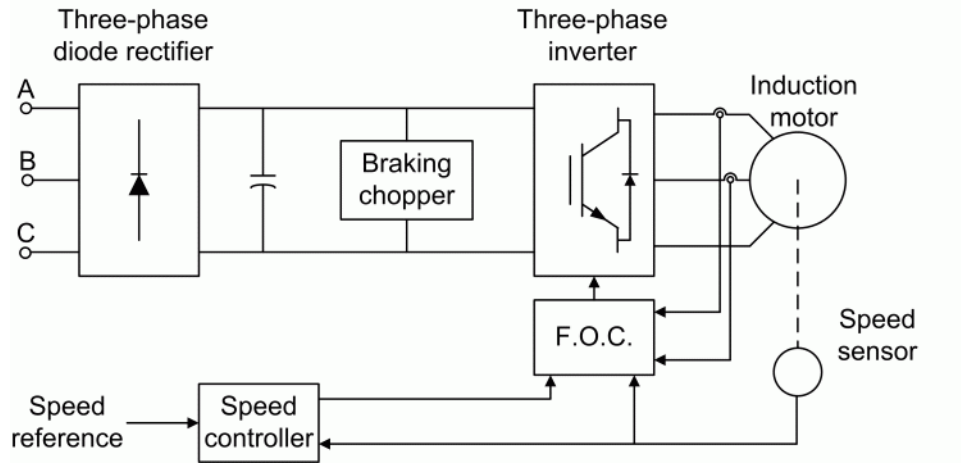 Three-phase
diode rectifier
Three-phase
inverter
A
B
C
Braking
chopper
Induction
motor
F.O.C.
Speed
sensor
Speed
reference
Speed
controller